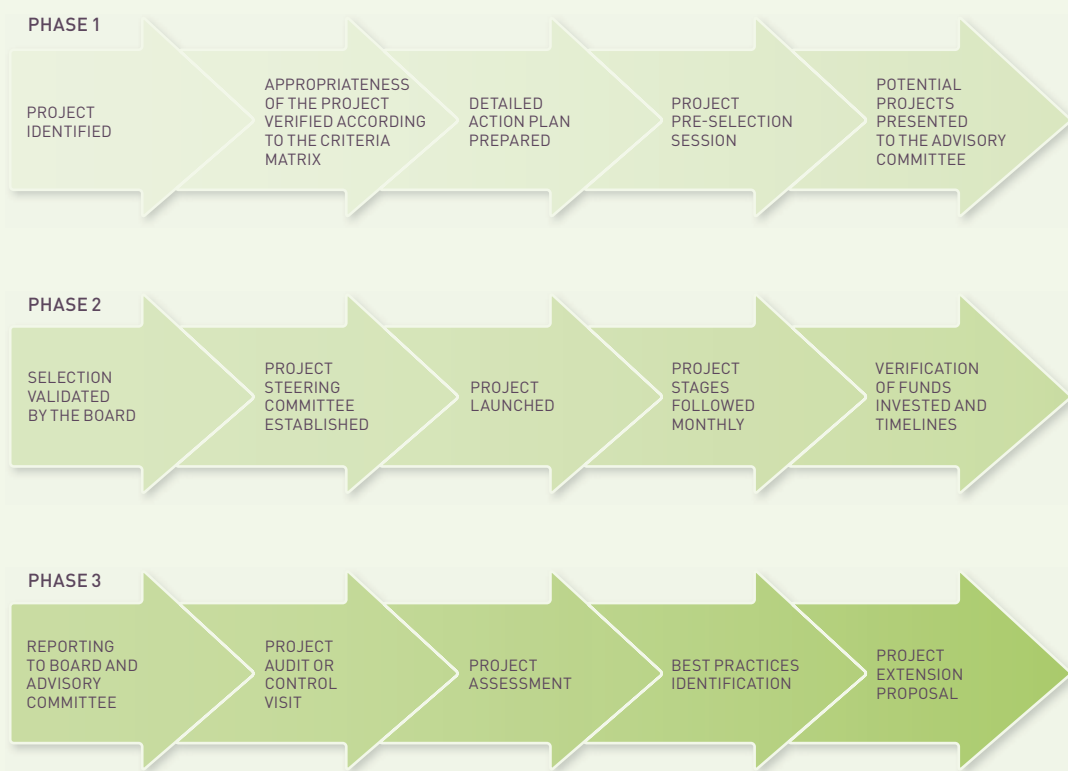 PHASE 1
PROJECT
IDENTIFIED
APPROPRIATENESS
OF THE PROJECT
VERIFIED ACCORDING
TO THE CRITERIA
MATRIX
DETAILED
ACTION PLAN
PREPARED
PROJECT
PRE-SELECTION
SESSION
POTENTIAL
PROJECTS
PRESENTED
TO THE ADVISORY
COMMITTEE
PHASE 2
SELECTION
VALIDATED
BY THE BOARD
PROJECT
STEERING
COMMITTEE
ESTABLISHED
PROJECT
LAUNCHED
PROJECT
STAGES
FOLLOWED
MONTHLY
VERIFICATION
OF FUNDS
INVESTED AND
TIMELINES
PHASE 3
REPORTING
TO BOARD AND
ADVISORY
COMMITTEE
PROJECT
AUDIT OR
CONTROL
VISIT
PROJECT
ASSESSMENT
BEST PRACTICES
IDENTIFICATION
PROJECT
EXTENSION
PROPOSAL